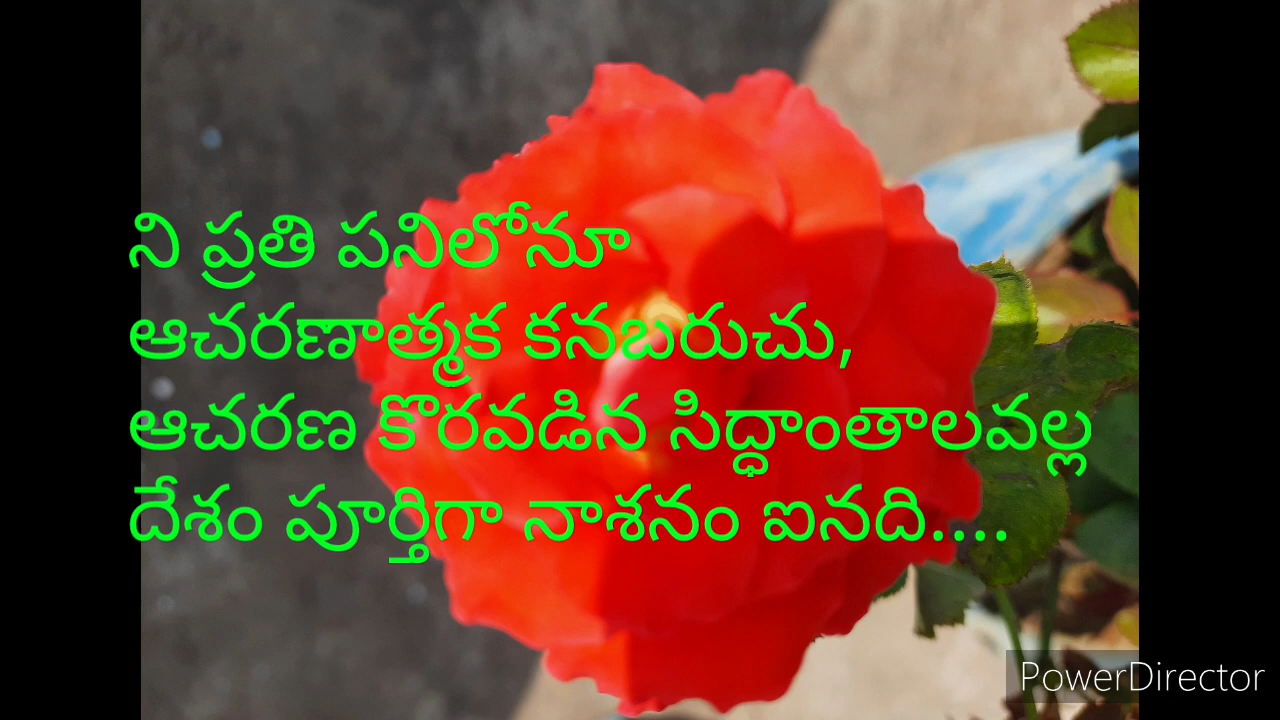 ని ప్రతి పనిలోనూ
ఆచరణాత్మక కనబరుచు,
ఆచరణ కొరవడిన సిద్ధాంతాలవల్ల
దేశం పూర్తిగా నాశనం ఐనది....
PowerDirector